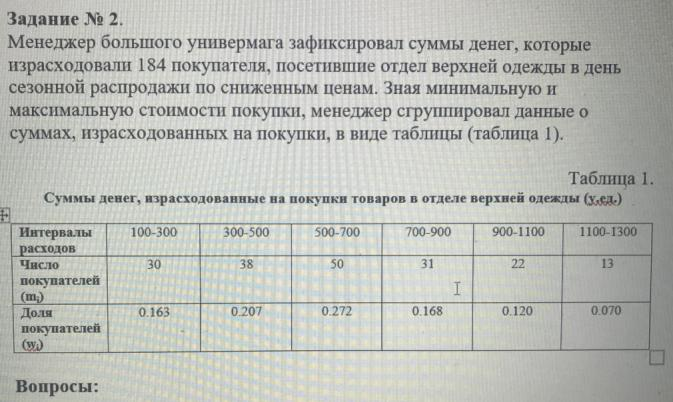 Задание № 2.
Менеджер большого универмага зафиксировал суммы денег, которые
израсходовали 184 покупателя, посетившие отдел верхней одежды в день
сезонной распродажи по сниженным ценам. Зная минимальную и
максимальную стоимости покупки, менеджер сгруппировал данные о
суммах, израсходованных на покупки, в виде таблицы (таблица 1).
Таблица 1.
Суммы денег, израсходованные на покупки товаров в отделе верхней одежды (у.ед.)
Интервалы расходов 100-300 300-500 500-700 700-900 900-1100 1100-1300
Число покупателей (mi) 30 38 50 31 22 13
Доля покупателей (wi) 0.163 0.207 0.272 0.168 0.120 0.070
Вопросы: